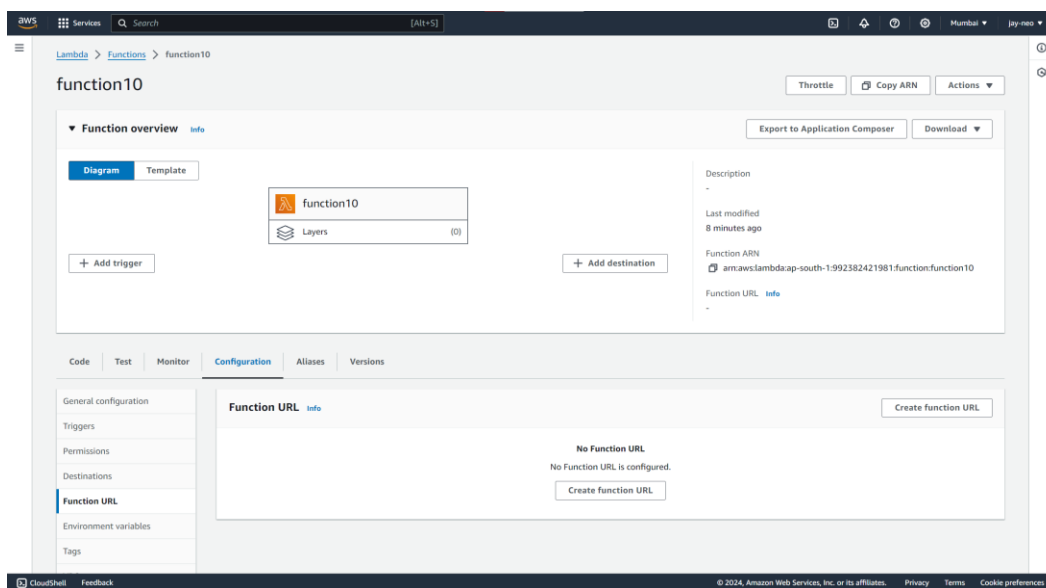 aws Services Search [Alt+S] Mumbai jay-neo
Lambda > Functions > function10
function10
Throttle Copy ARN Actions
Function overview Info
Export to Application Composer Download
Diagram Template
function10
Layers (0)
+ Add trigger
+ Add destination
Description
-
Last modified
8 minutes ago
Function ARN
arn:aws:lambda:ap-south-1:992382421981:function:function10
Function URL Info
-
Code Test Monitor Configuration Aliases Versions
General configuration
Triggers
Permissions
Destinations
Function URL
Environment variables
Tags
Function URL Info
Create function URL
No Function URL
No Function URL is configured.
Create function URL
CloudShell Feedback © 2024, Amazon Web Services, Inc. or its affiliates. Privacy Terms Cookie preferences